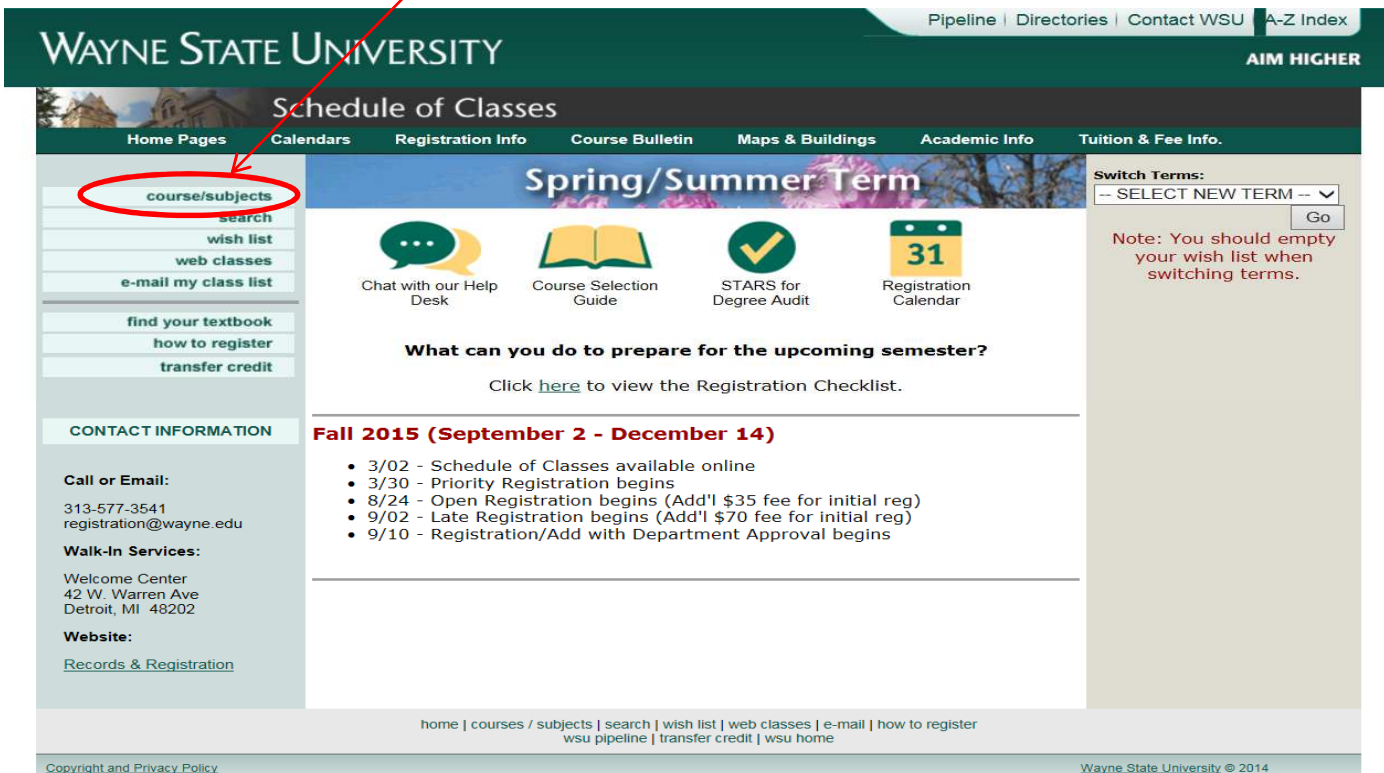 Pipeline | Directories | Contact WSU | A-Z Index
WAYNE STATE UNIVERSITY
AIM HIGHER
Schedule of Classes
Home Pages Calendars Registration Info Course Bulletin Maps & Buildings Academic Info Tuition & Fee Info.
course/subjects
search
wish list
web classes
e-mail my class list
find your textbook
how to register
transfer credit
CONTACT INFORMATION
Call or Email:
313-577-3541
registration@wayne.edu
Walk-In Services:
Welcome Center
42 W. Warren Ave
Detroit, MI 48202
Website:
Records & Registration
Spring/Summer Term
Chat with our Help
Desk
Course Selection
Guide
STARS for
Degree Audit
31
Registration
Calendar
What can you do to prepare for the upcoming semester?
Click here to view the Registration Checklist.
Fall 2015 (September 2 - December 14)
• 3/02 - Schedule of Classes available online
• 3/30 - Priority Registration begins
• 8/24 - Open Registration begins (Add'l $35 fee for initial reg)
• 9/02 - Late Registration begins (Add'l $70 fee for initial reg)
• 9/10 - Registration/Add with Department Approval begins
Switch Terms:
-- SELECT NEW TERM --
Go
Note: You should empty
your wish list when
switching terms.
home | courses / subjects | search | wish list | web classes | e-mail | how to register
wsu pipeline | transfer credit | wsu home
Copyright and Privacy Policy
Wayne State University © 2014